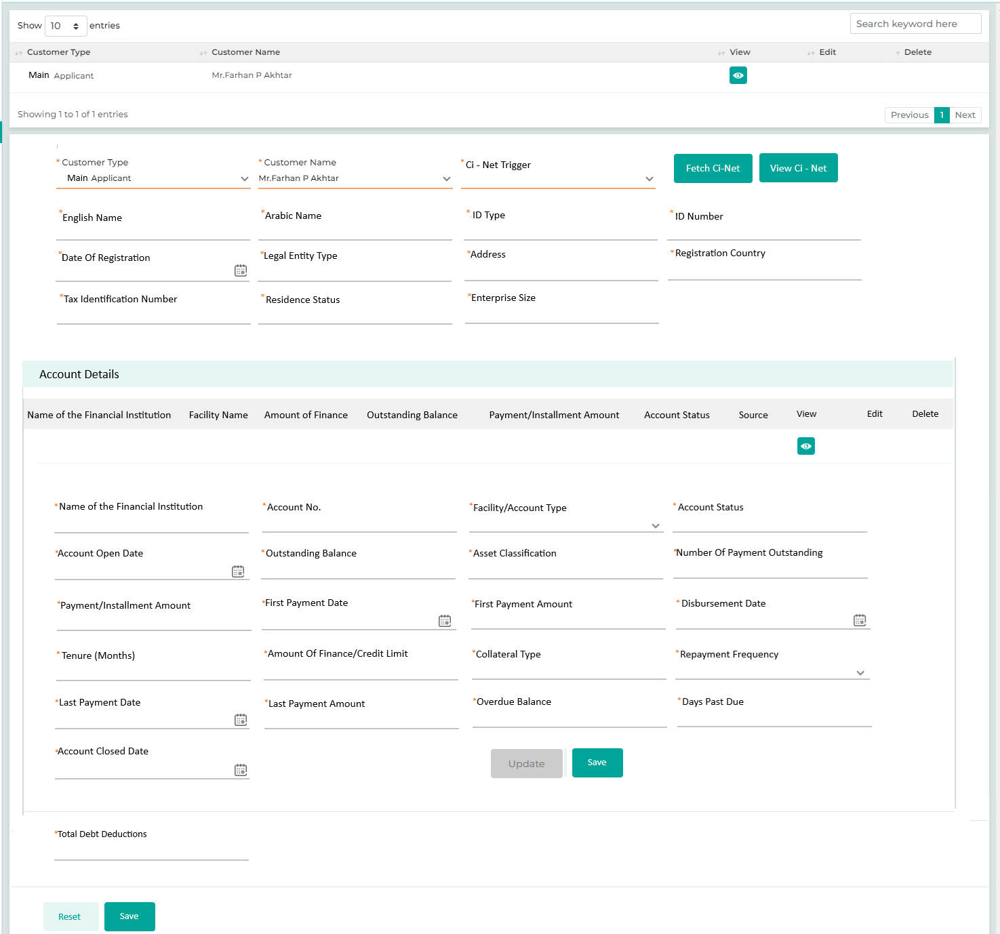 Show 10 entries
Search keyword here
Customer Type Customer Name View Edit Delete
Main Applicant Mr.Farhan P Akhtar
Showing 1 to 1 of 1 entries
Previous 1 Next
* Customer Type * Customer Name * Ci - Net Trigger
Main Applicant Mr.Farhan P Akhtar
Fetch Ci-Net View Ci - Net
*English Name *Arabic Name *ID Type *ID Number
*Date Of Registration *Legal Entity Type *Address *Registration Country
*Tax Identification Number *Residence Status *Enterprise Size
Account Details
Name of the Financial Institution Facility Name Amount of Finance Outstanding Balance Payment/Installment Amount Account Status Source View Edit Delete
*Name of the Financial Institution *Account No. *Facility/Account Type *Account Status
*Account Open Date *Outstanding Balance *Asset Classification *Number Of Payment Outstanding
*Payment/Installment Amount *First Payment Date *First Payment Amount *Disbursement Date
*Tenure (Months) *Amount Of Finance/Credit Limit *Collateral Type *Repayment Frequency
*Last Payment Date *Last Payment Amount *Overdue Balance *Days Past Due
*Account Closed Date
Update Save
*Total Debt Deductions
Reset Save